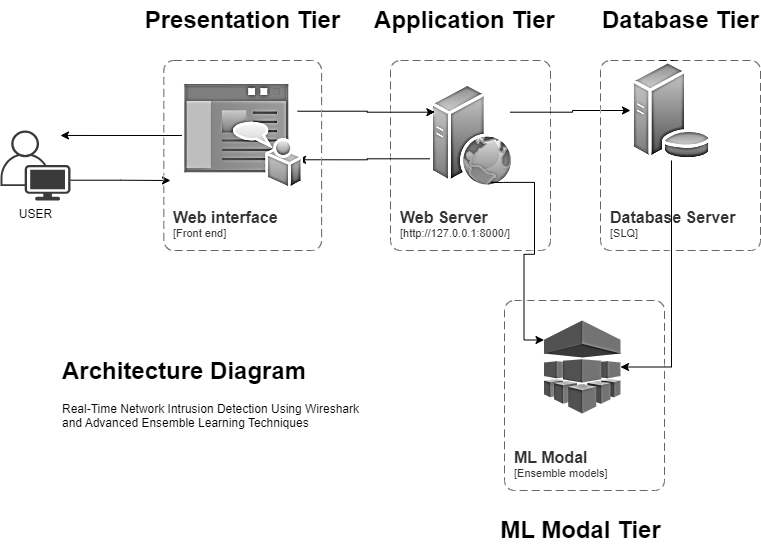 Presentation Tier
Application Tier
Database Tier
USER
Web interface
[Front end]
Web Server
[http://127.0.0.1:8000/]
Database Server
[SLQ]
Architecture Diagram
Real-Time Network Intrusion Detection Using Wireshark
and Advanced Ensemble Learning Techniques
ML Modal
[Ensemble models]
ML Modal Tier